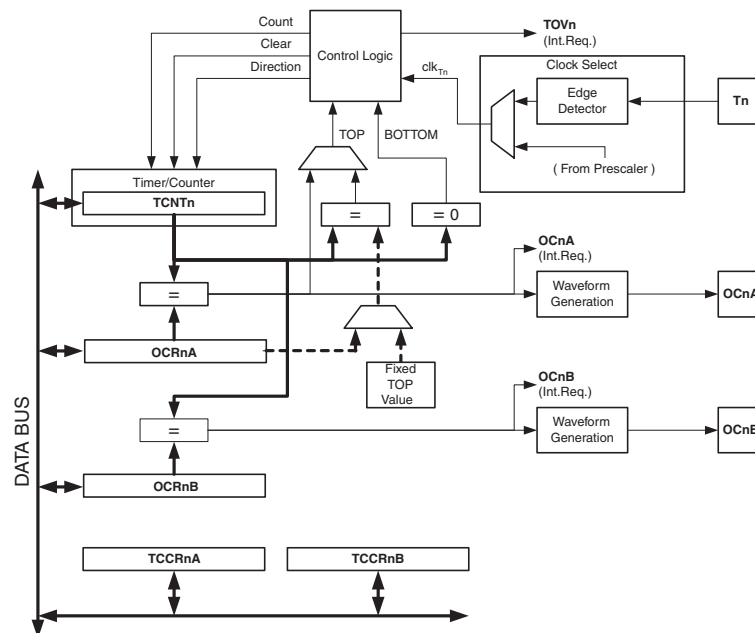 Count
Clear
Direction
Control Logic
TOVn
(Int.Req.)
clkTn
Clock Select
Edge
Detector
Tn
( From Prescaler )
TOP
BOTTOM
Timer/Counter
TCNTn
=
= 0
OCnA
(Int.Req.)
=
Waveform
Generation
OCnA
OCRnA
Fixed
TOP
Value
OCnB
(Int.Req.)
=
Waveform
Generation
OCnB
OCRnB
DATA BUS
TCCRnA
TCCRnB